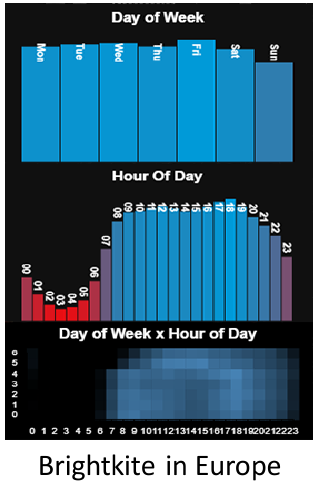 Day of Week
Mon Tue Wed Thu Fri Sat Sun
Hour Of Day
00 01 02 03 04 05 06 07 08 09 10 11 12 13 14 15 16 17 18 19 20 21 22 23
Day of Week x Hour of Day
6
5
4
3
2
1
0
0 1 2 3 4 5 6 7 8 9 10 11 12 13 14 15 16 17 18 19 20 21 22 23
Brightkite in Europe